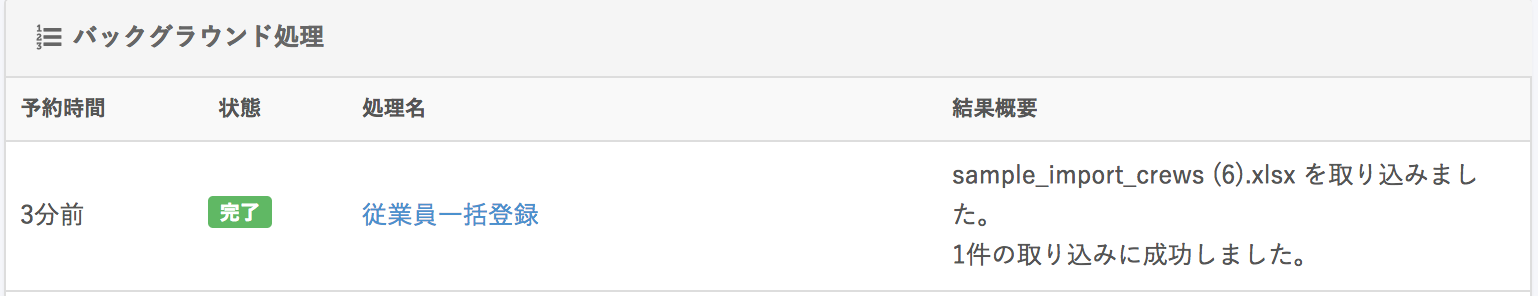 バックグラウンド処理
予約時間 状態 処理名 結果概要
sample_import_crews (6).xlsx を取り込みまし
3分前 完了 従業員一括登録 た。
1件の取り込みに成功しました。